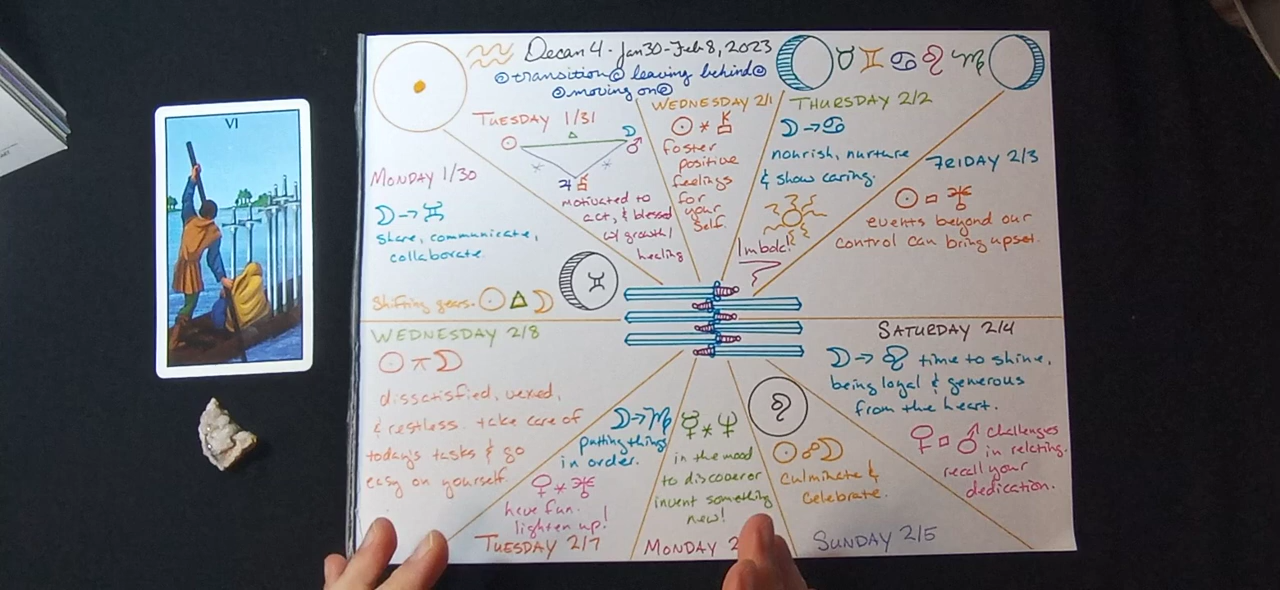 VI
Decan 4 · Jan 30 - Feb 8, 2023
transition leaving behind
moving on
MONDAY 1/30
share, communicate,
collaborate.
Shifting gears.
TUESDAY 1/31
motivated to
act, & blessed
w/ growth/
healing
WEDNESDAY 2/1
foster
positive
feelings
for
your
self.
THURSDAY 2/2
nourish, nurture
& show caring.
Imbolc!
FRIDAY 2/3
events beyond our
control can bring upset.
SATURDAY 2/4
time to shine,
being loyal & generous
from the heart.
challenges
in relating.
recall your
dedication.
SUNDAY 2/5
culminate &
celebrate.
MONDAY 2
in the mood
to discover or
invent something
new!
TUESDAY 2/7
putting things
in order.
have fun.
lighten up!
WEDNESDAY 2/8
dissatisfied, vexed,
& restless. take care of
today's tasks & go
easy on yourself.